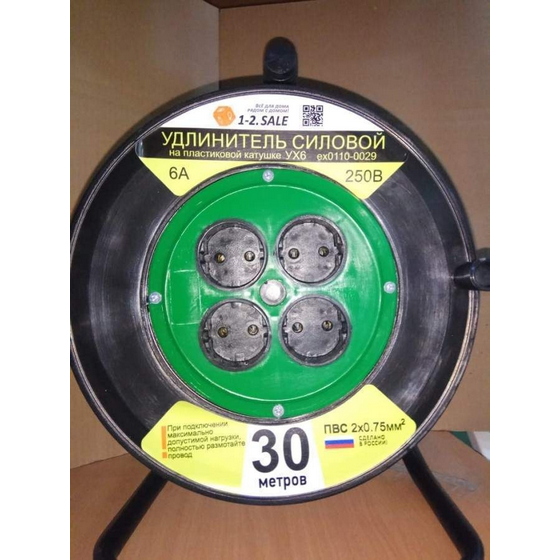 ВСЁ ДЛЯ ДОМА
РЯДОМ С ДОМОМ!
1-2.SALE
УДЛИНИТЕЛЬ СИЛОВОЙ
на пластиковой катушке УХ6 ex0110-0029
6А 250В
При подключении
максимально
допустимой нагрузки,
полностью размотайте
провод
30
метров
ПВС 2х0.75мм²
СДЕЛАНО
В РОССИИ